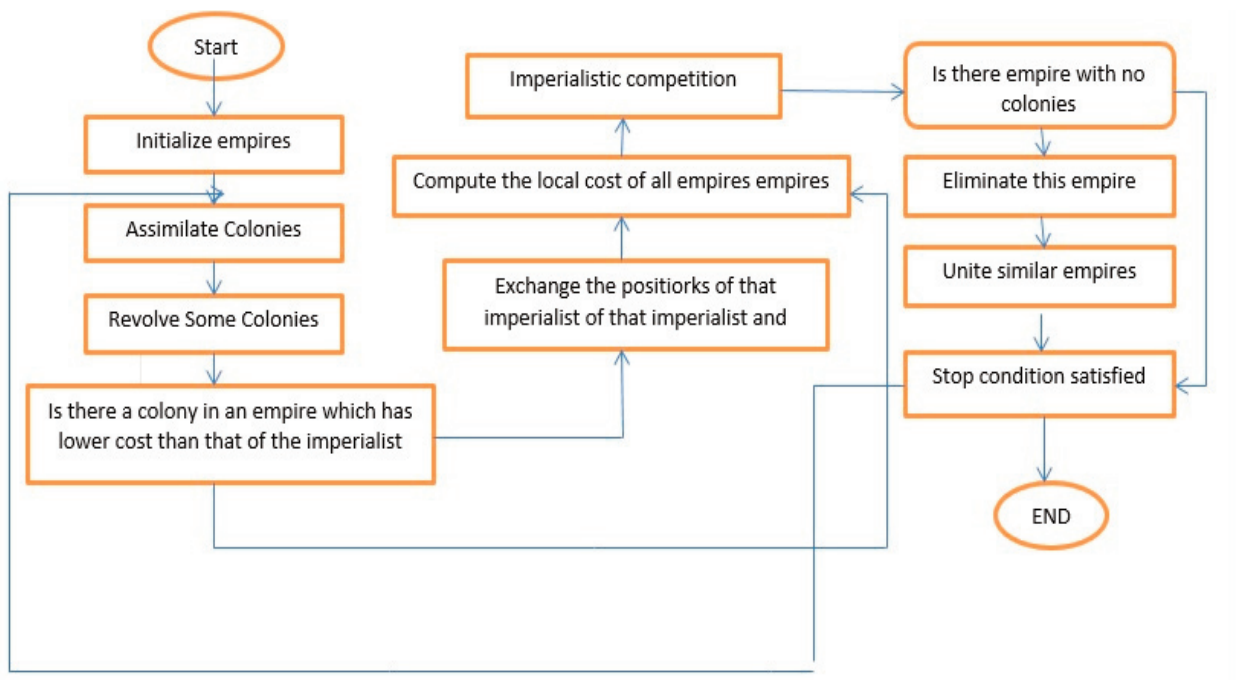 Start
Initialize empires
Assimilate Colonies
Revolve Some Colonies
Is there a colony in an empire which has
lower cost than that of the imperialist
Exchange the positiorks of that
imperialist of that imperialist and
Compute the local cost of all empires empires
Imperialistic competition
Is there empire with no
colonies
Eliminate this empire
Unite similar empires
Stop condition satisfied
END